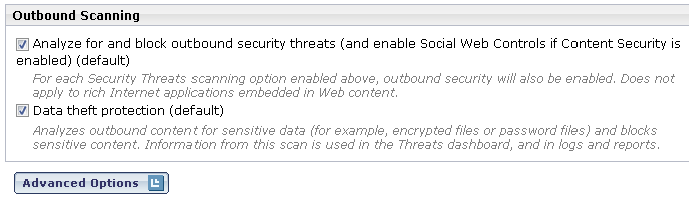 Outbound Scanning
Analyze for and block outbound security threats (and enable Social Web Controls if Content Security is
enabled) (default)
For each Security Threats scanning option enabled above, outbound security will also be enabled. Does not
apply to rich Internet applications embedded in Web content.
Data theft protection (default)
Analyzes outbound content for sensitive data (for example, encrypted files or password files) and blocks
sensitive content. Information from this scan is used in the Threats dashboard, and in logs and reports.
Advanced Options